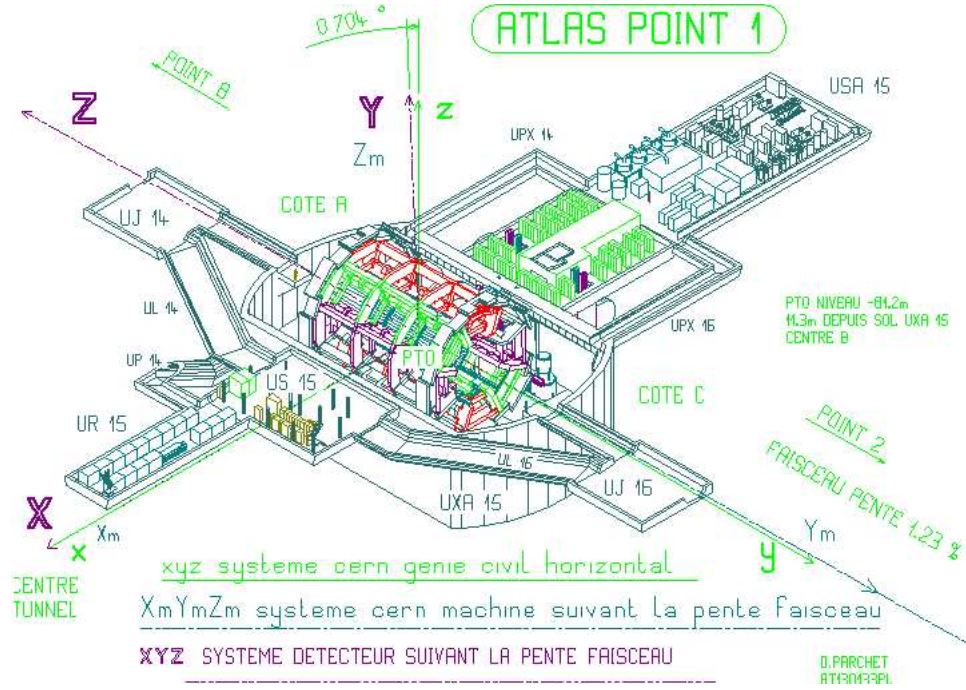 ATLAS POINT 1
0.704 °
POINT 8
Z
Y
z
Zm
USA 15
UPX 14
COTE A
UJ 14
UL 14
PTO NIVEAU -81.2m
11.3m DEPUIS SOL UXA 15
CENTRE B
UPX 16
UP 14
US 15
PTO
COTE C
UR 15
POINT 2
UL 16
UJ 16
UXA 15
FAISCEAU PENTE 1.23 %
X
x
Xm
Ym
y
CENTRE
TUNNEL
xyz systeme cern genie civil horizontal
XmYmZm systeme cern machine suivant la pente faisceau
XYZ SYSTEME DETECTEUR SUIVANT LA PENTE FAISCEAU
D.PARCHET